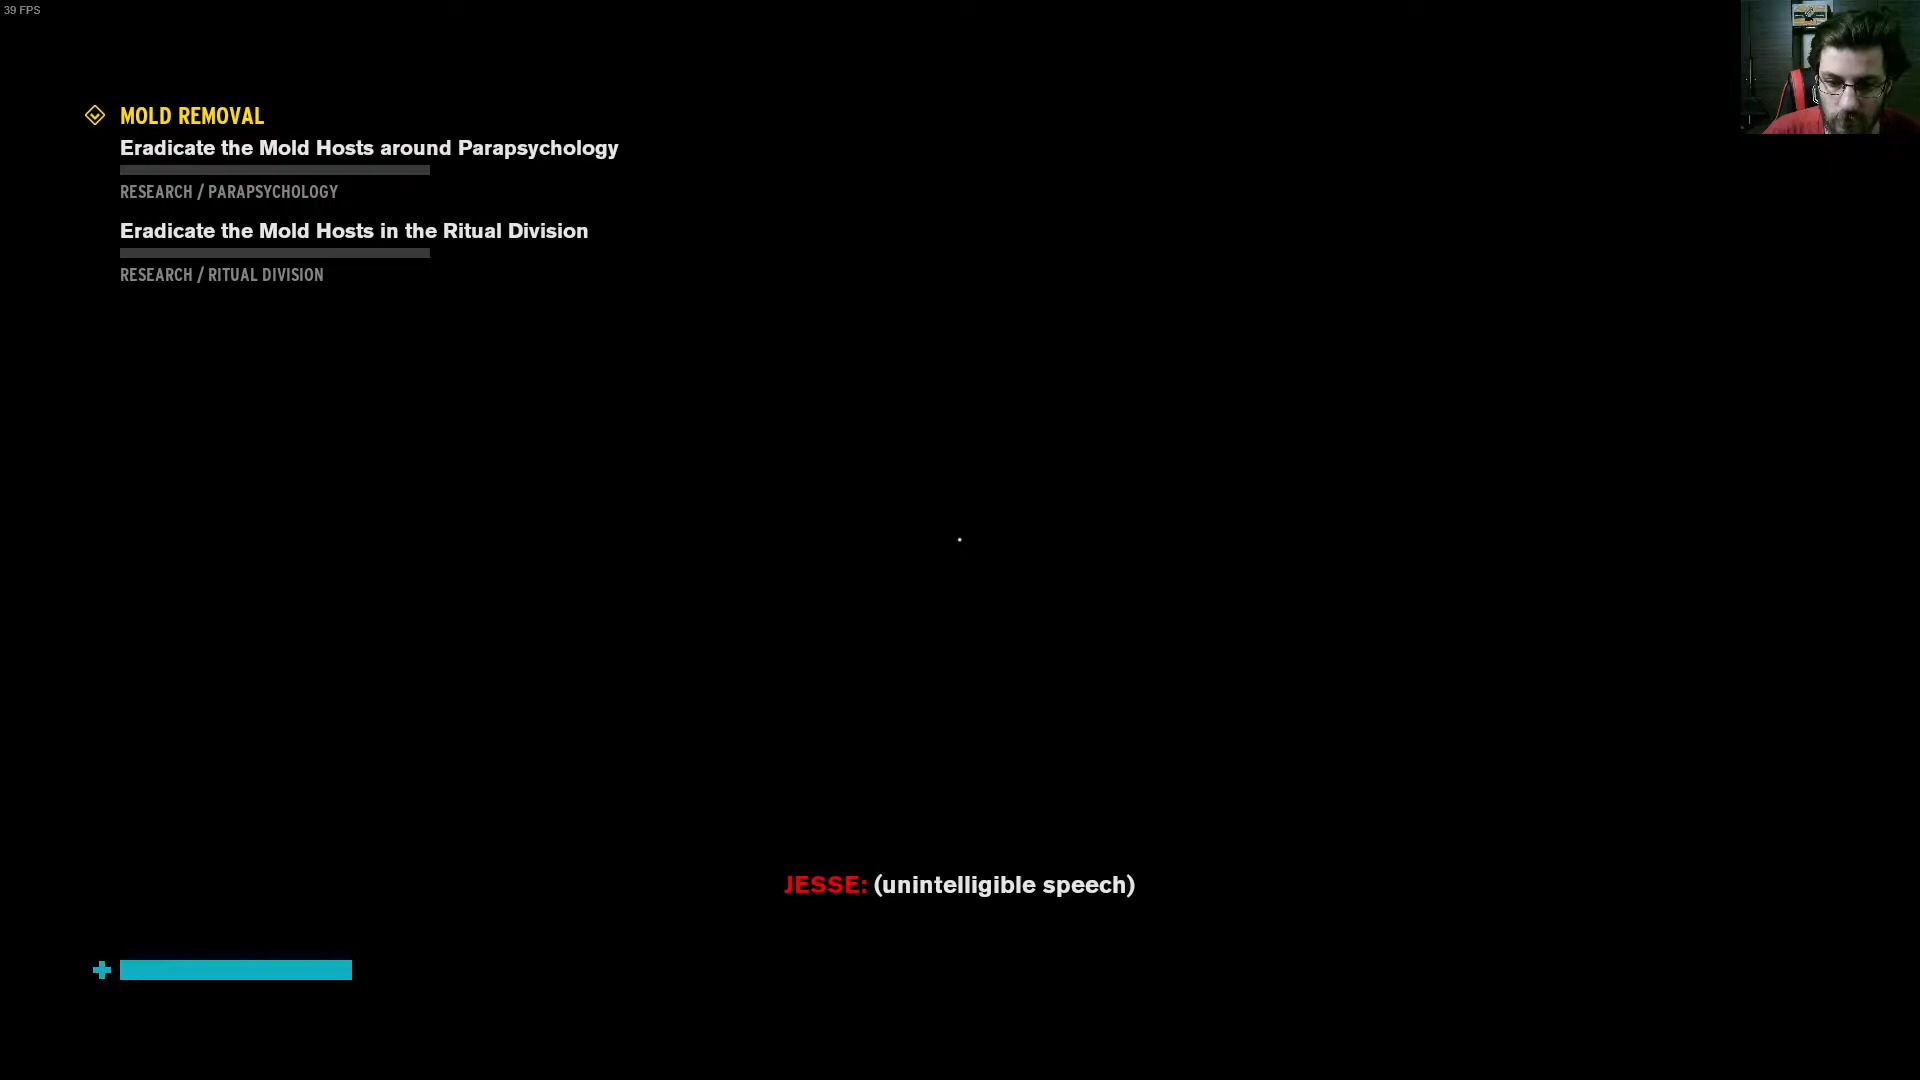 39 FPS
MOLD REMOVAL
Eradicate the Mold Hosts around Parapsychology
RESEARCH / PARAPSYCHOLOGY
Eradicate the Mold Hosts in the Ritual Division
RESEARCH / RITUAL DIVISION
JESSE: (unintelligible speech)